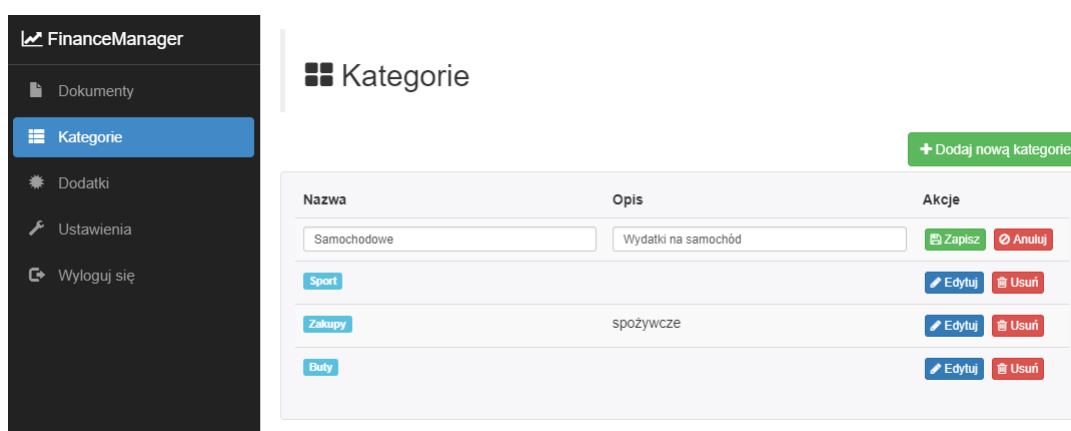 FinanceManager
Dokumenty
Kategorie
Dodatki
Ustawienia
Wyloguj się
Kategorie
Dodaj nową kategorie
Nazwa Opis Akcje
Samochodowe Wydatki na samochód Zapisz Anuluj
Sport Edytuj Usuń
Zakupy spożywcze Edytuj Usuń
Buty Edytuj Usuń